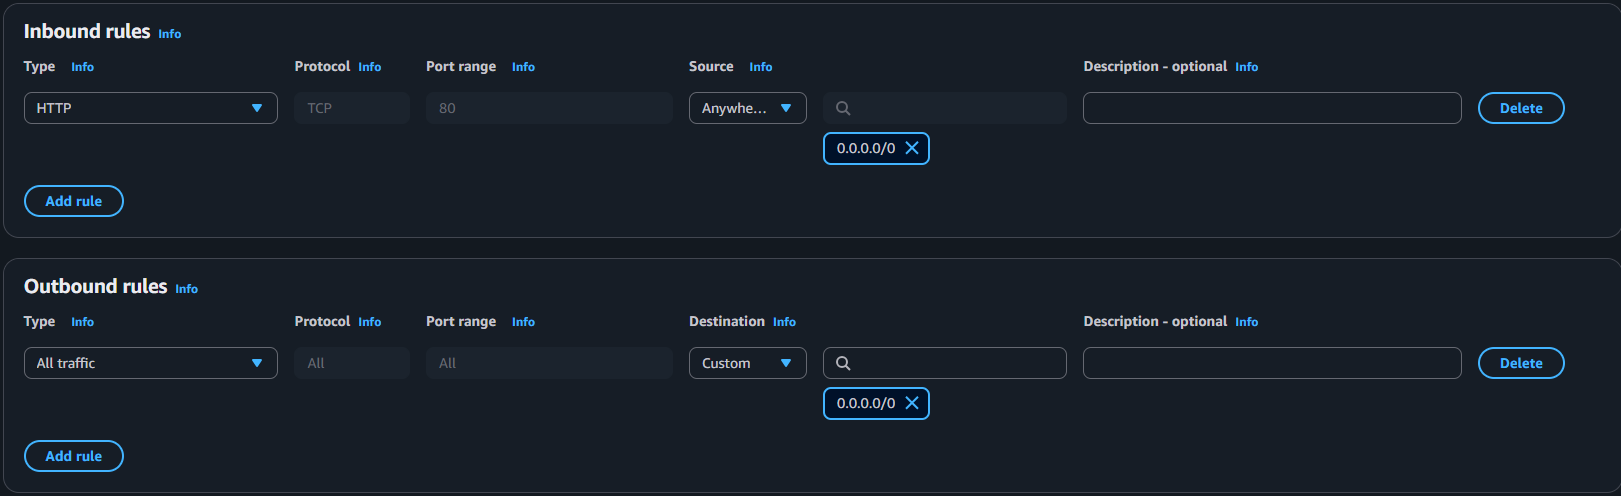 Inbound rules Info
Type Info Protocol Info Port range Info Source Info Description - optional Info
HTTP TCP 80 Anywhe... Delete
0.0.0.0/0
Add rule
Outbound rules Info
Type Info Protocol Info Port range Info Destination Info Description - optional Info
All traffic All All Custom Delete
0.0.0.0/0
Add rule